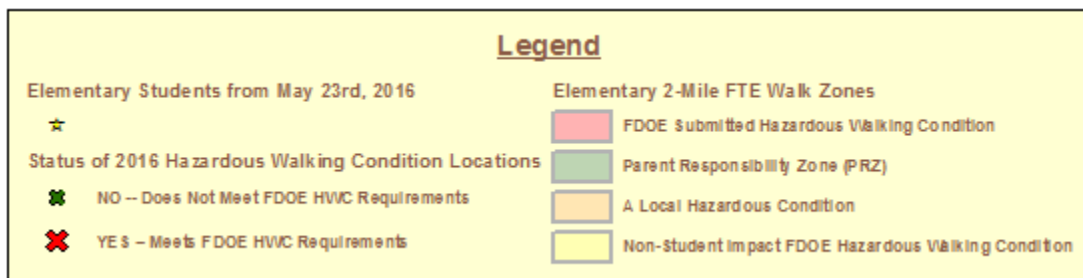 Legend
Elementary Students from May 23rd, 2016
Status of 2016 Hazardous Walking Condition Locations
NO -- Does Not Meet FDOE HWC Requirements
YES -- Meets FDOE HWC Requirements
Elementary 2-Mile FTE Walk Zones
FDOE Submitted Hazardous Walking Condition
Parent Responsibility Zone (PRZ)
A Local Hazardous Condition
Non-Student Impact FDOE Hazardous Walking Condition